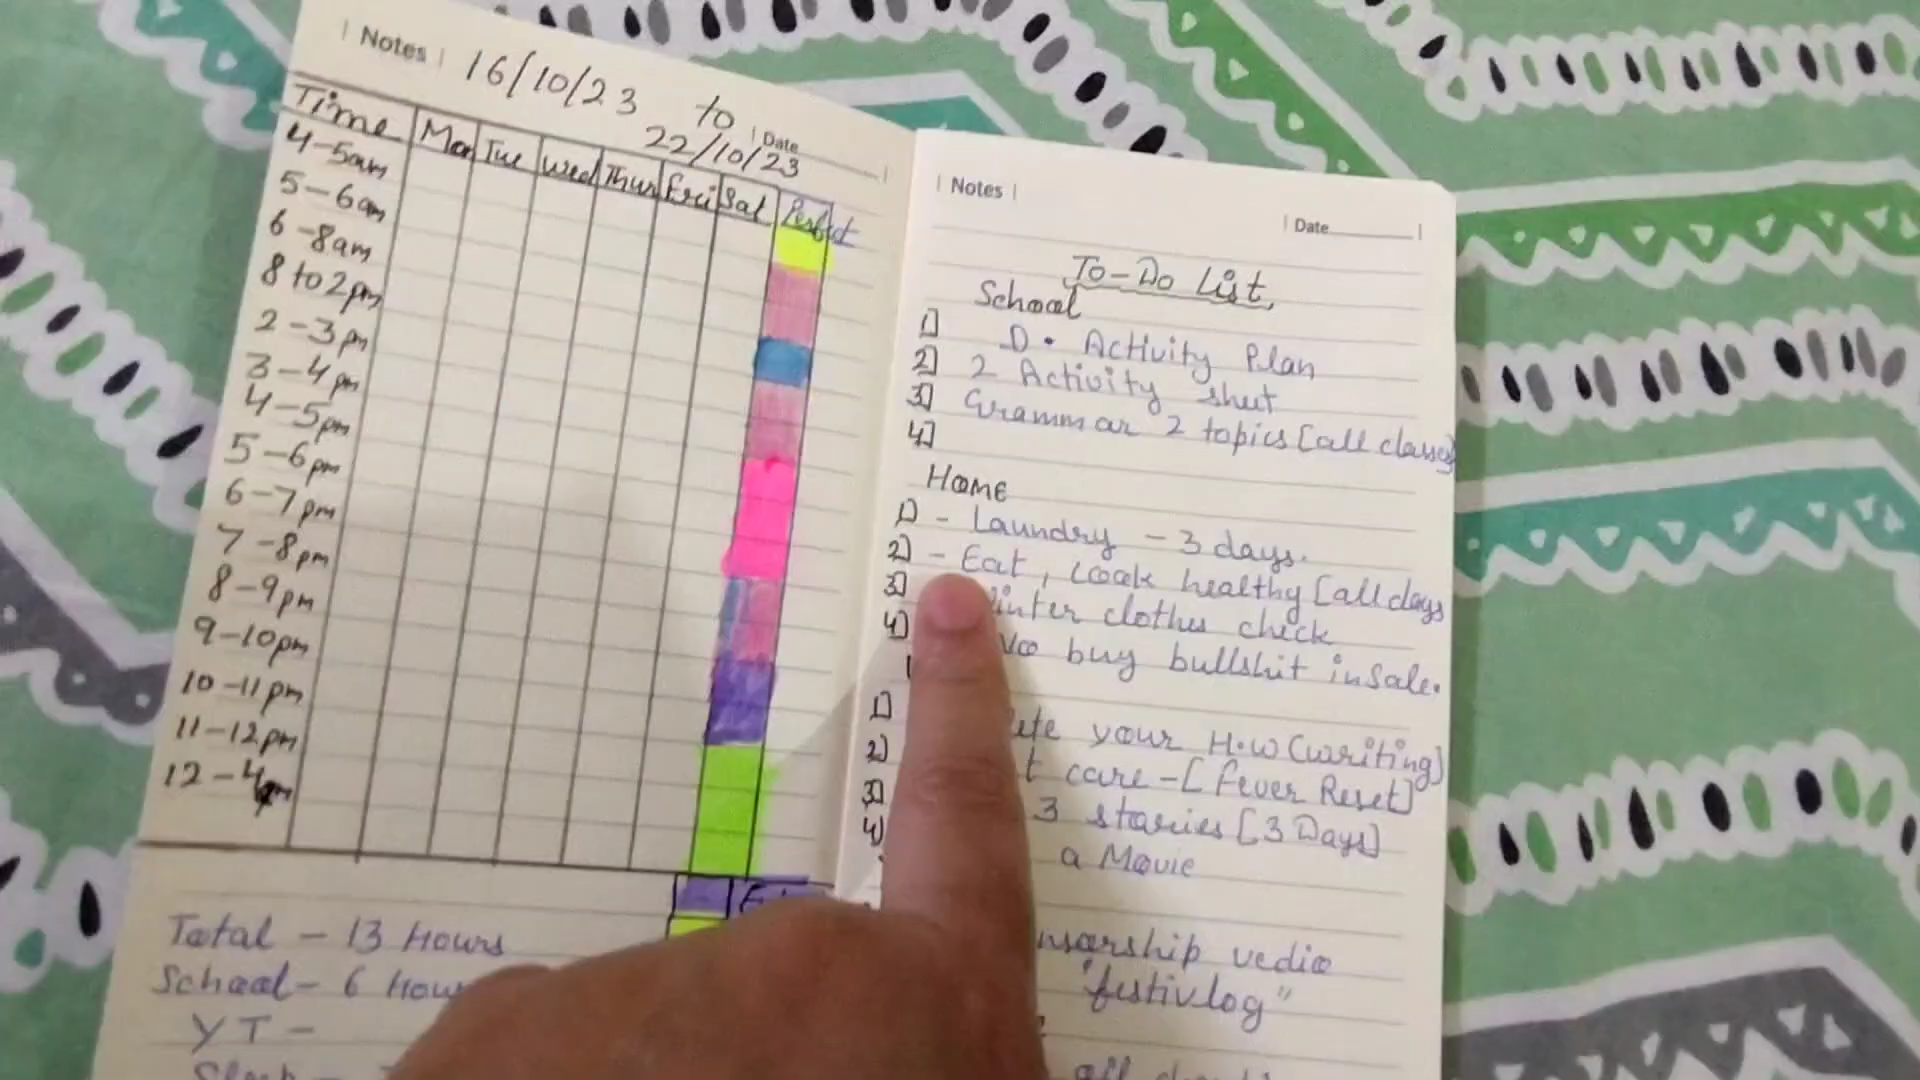 Notes
16/10/23 to
22/10/23
Date
Time Mon Tue Wed Thur Fri Sat Perfect
4-5am
5-6am
6-8am
8 to 2pm
2-3pm
3-4pm
4-5pm
5-6pm
6-7pm
7-8pm
8-9pm
9-10pm
10-11pm
11-12pm
12-4
Total - 13 Hours
School - 6 Hou
YT -
Notes
Date
To-Do List
School
1] D. Activity Plan
2] 2 Activity sheet
3] Grammar 2 topics [all classes]
4]
Home
1) - Laundry - 3 days.
2) - Eat, Cook healthy [all days
3) inter clothes check
4) No buy bullshit in sale.
1) your H.W (writing)
2) care - [Fever Reset]
3) 3 stories [3 Days]
4) a Movie
nsorship vedio
"festivlog"
all